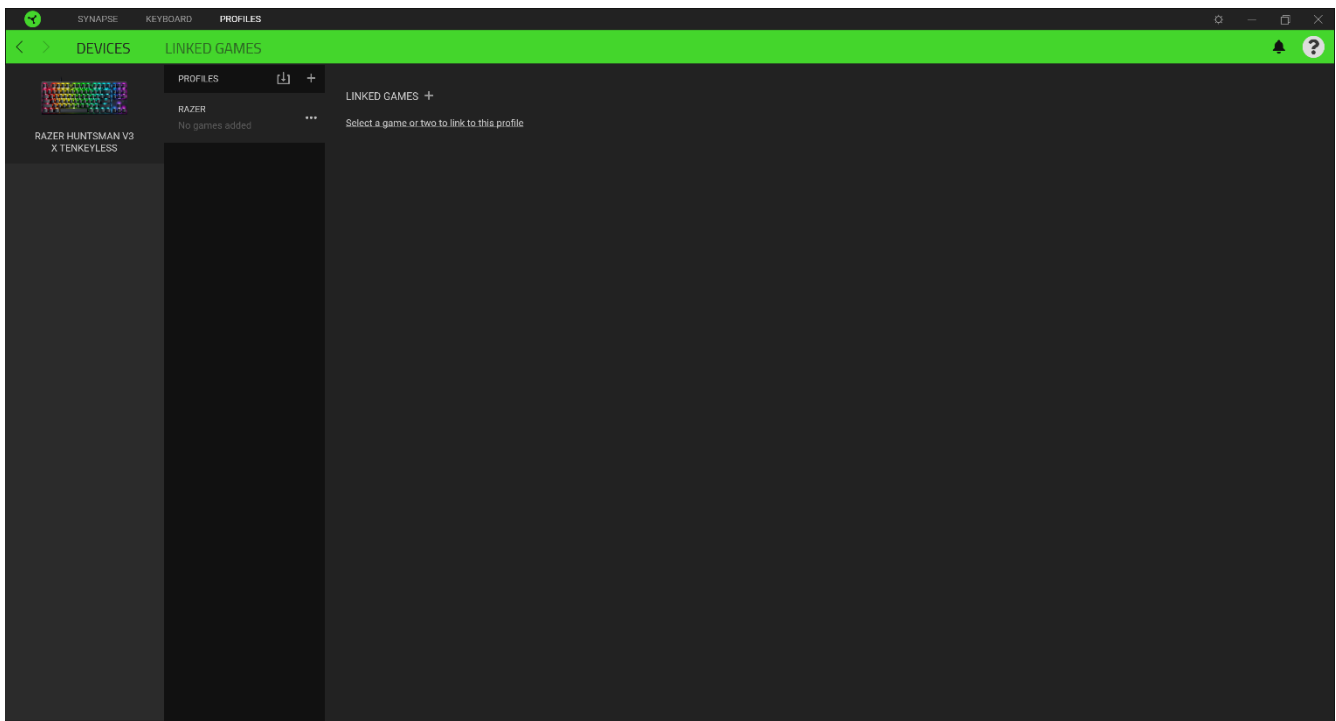 SYNAPSE KEYBOARD PROFILES
DEVICES LINKED GAMES
?
PROFILES +
RAZER
No games added
RAZER HUNTSMAN V3
X TENKEYLESS
LINKED GAMES +
Select a game or two to link to this profile